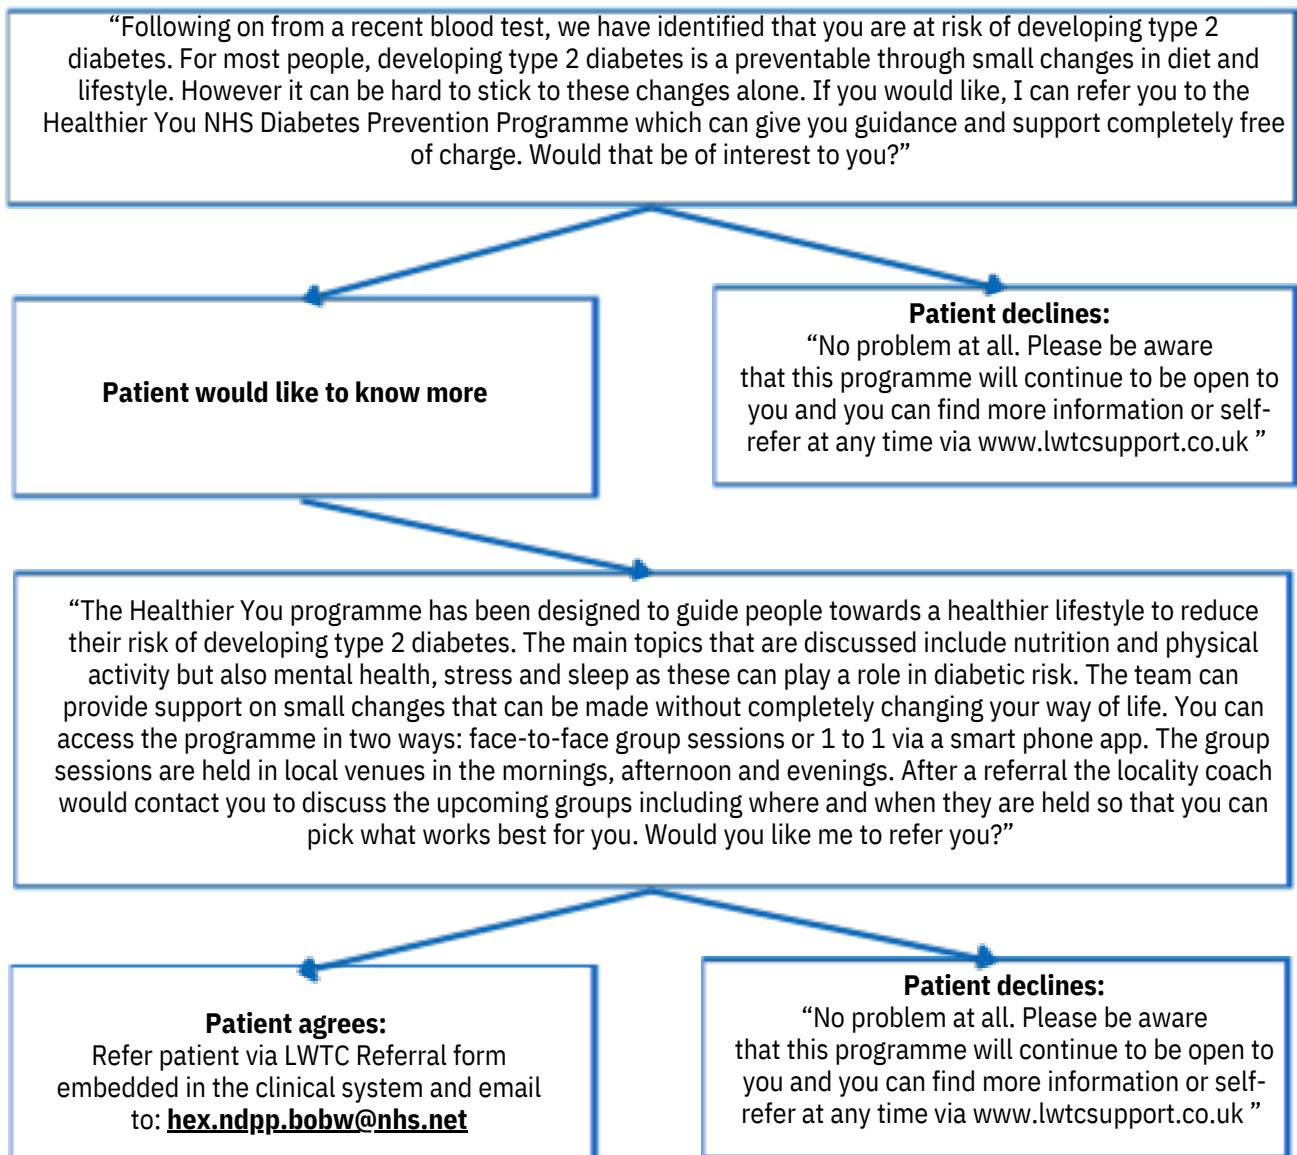 “Following on from a recent blood test, we have identified that you are at risk of developing type 2
diabetes. For most people, developing type 2 diabetes is a preventable through small changes in diet and
lifestyle. However it can be hard to stick to these changes alone. If you would like, I can refer you to the
Healthier You NHS Diabetes Prevention Programme which can give you guidance and support completely free
of charge. Would that be of interest to you?”
Patient would like to know more
Patient declines:
“No problem at all. Please be aware
that this programme will continue to be open to
you and you can find more information or self-
refer at any time via www.lwtcsupport.co.uk ”
“The Healthier You programme has been designed to guide people towards a healthier lifestyle to reduce
their risk of developing type 2 diabetes. The main topics that are discussed include nutrition and physical
activity but also mental health, stress and sleep as these can play a role in diabetic risk. The team can
provide support on small changes that can be made without completely changing your way of life. You can
access the programme in two ways: face-to-face group sessions or 1 to 1 via a smart phone app. The group
sessions are held in local venues in the mornings, afternoon and evenings. After a referral the locality coach
would contact you to discuss the upcoming groups including where and when they are held so that you can
pick what works best for you. Would you like me to refer you?”
Patient agrees:
Refer patient via LWTC Referral form
embedded in the clinical system and email
to: hex.ndpp.bobw@nhs.net
Patient declines:
“No problem at all. Please be aware
that this programme will continue to be open to
you and you can find more information or self-
refer at any time via www.lwtcsupport.co.uk ”